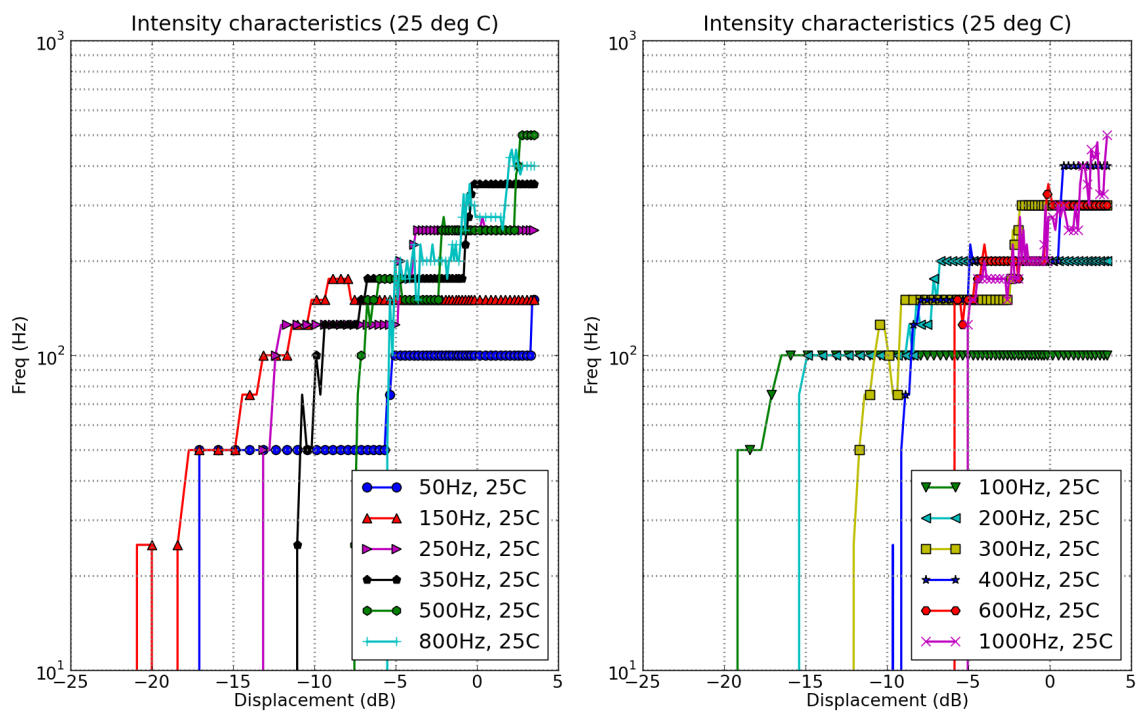 Intensity characteristics (25 deg C)
10³
10²
10¹
Freq (Hz)
−25 −20 −15 −10 −5 0 5
Displacement (dB)
50Hz, 25C
150Hz, 25C
250Hz, 25C
350Hz, 25C
500Hz, 25C
800Hz, 25C
Intensity characteristics (25 deg C)
10³
10²
10¹
Freq (Hz)
−25 −20 −15 −10 −5 0 5
Displacement (dB)
100Hz, 25C
200Hz, 25C
300Hz, 25C
400Hz, 25C
600Hz, 25C
1000Hz, 25C